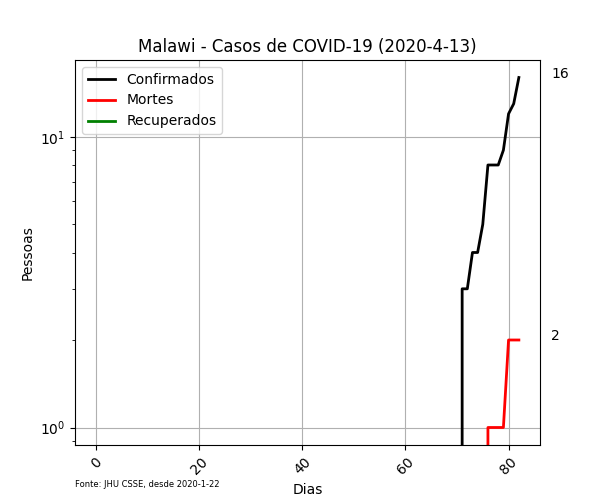 Malawi - Casos de COVID-19 (2020-4-13)
Confirmados
Mortes
Recuperados
16
2
10¹
10⁰
Pessoas
0
20
40
60
80
Dias
Fonte: JHU CSSE, desde 2020-1-22